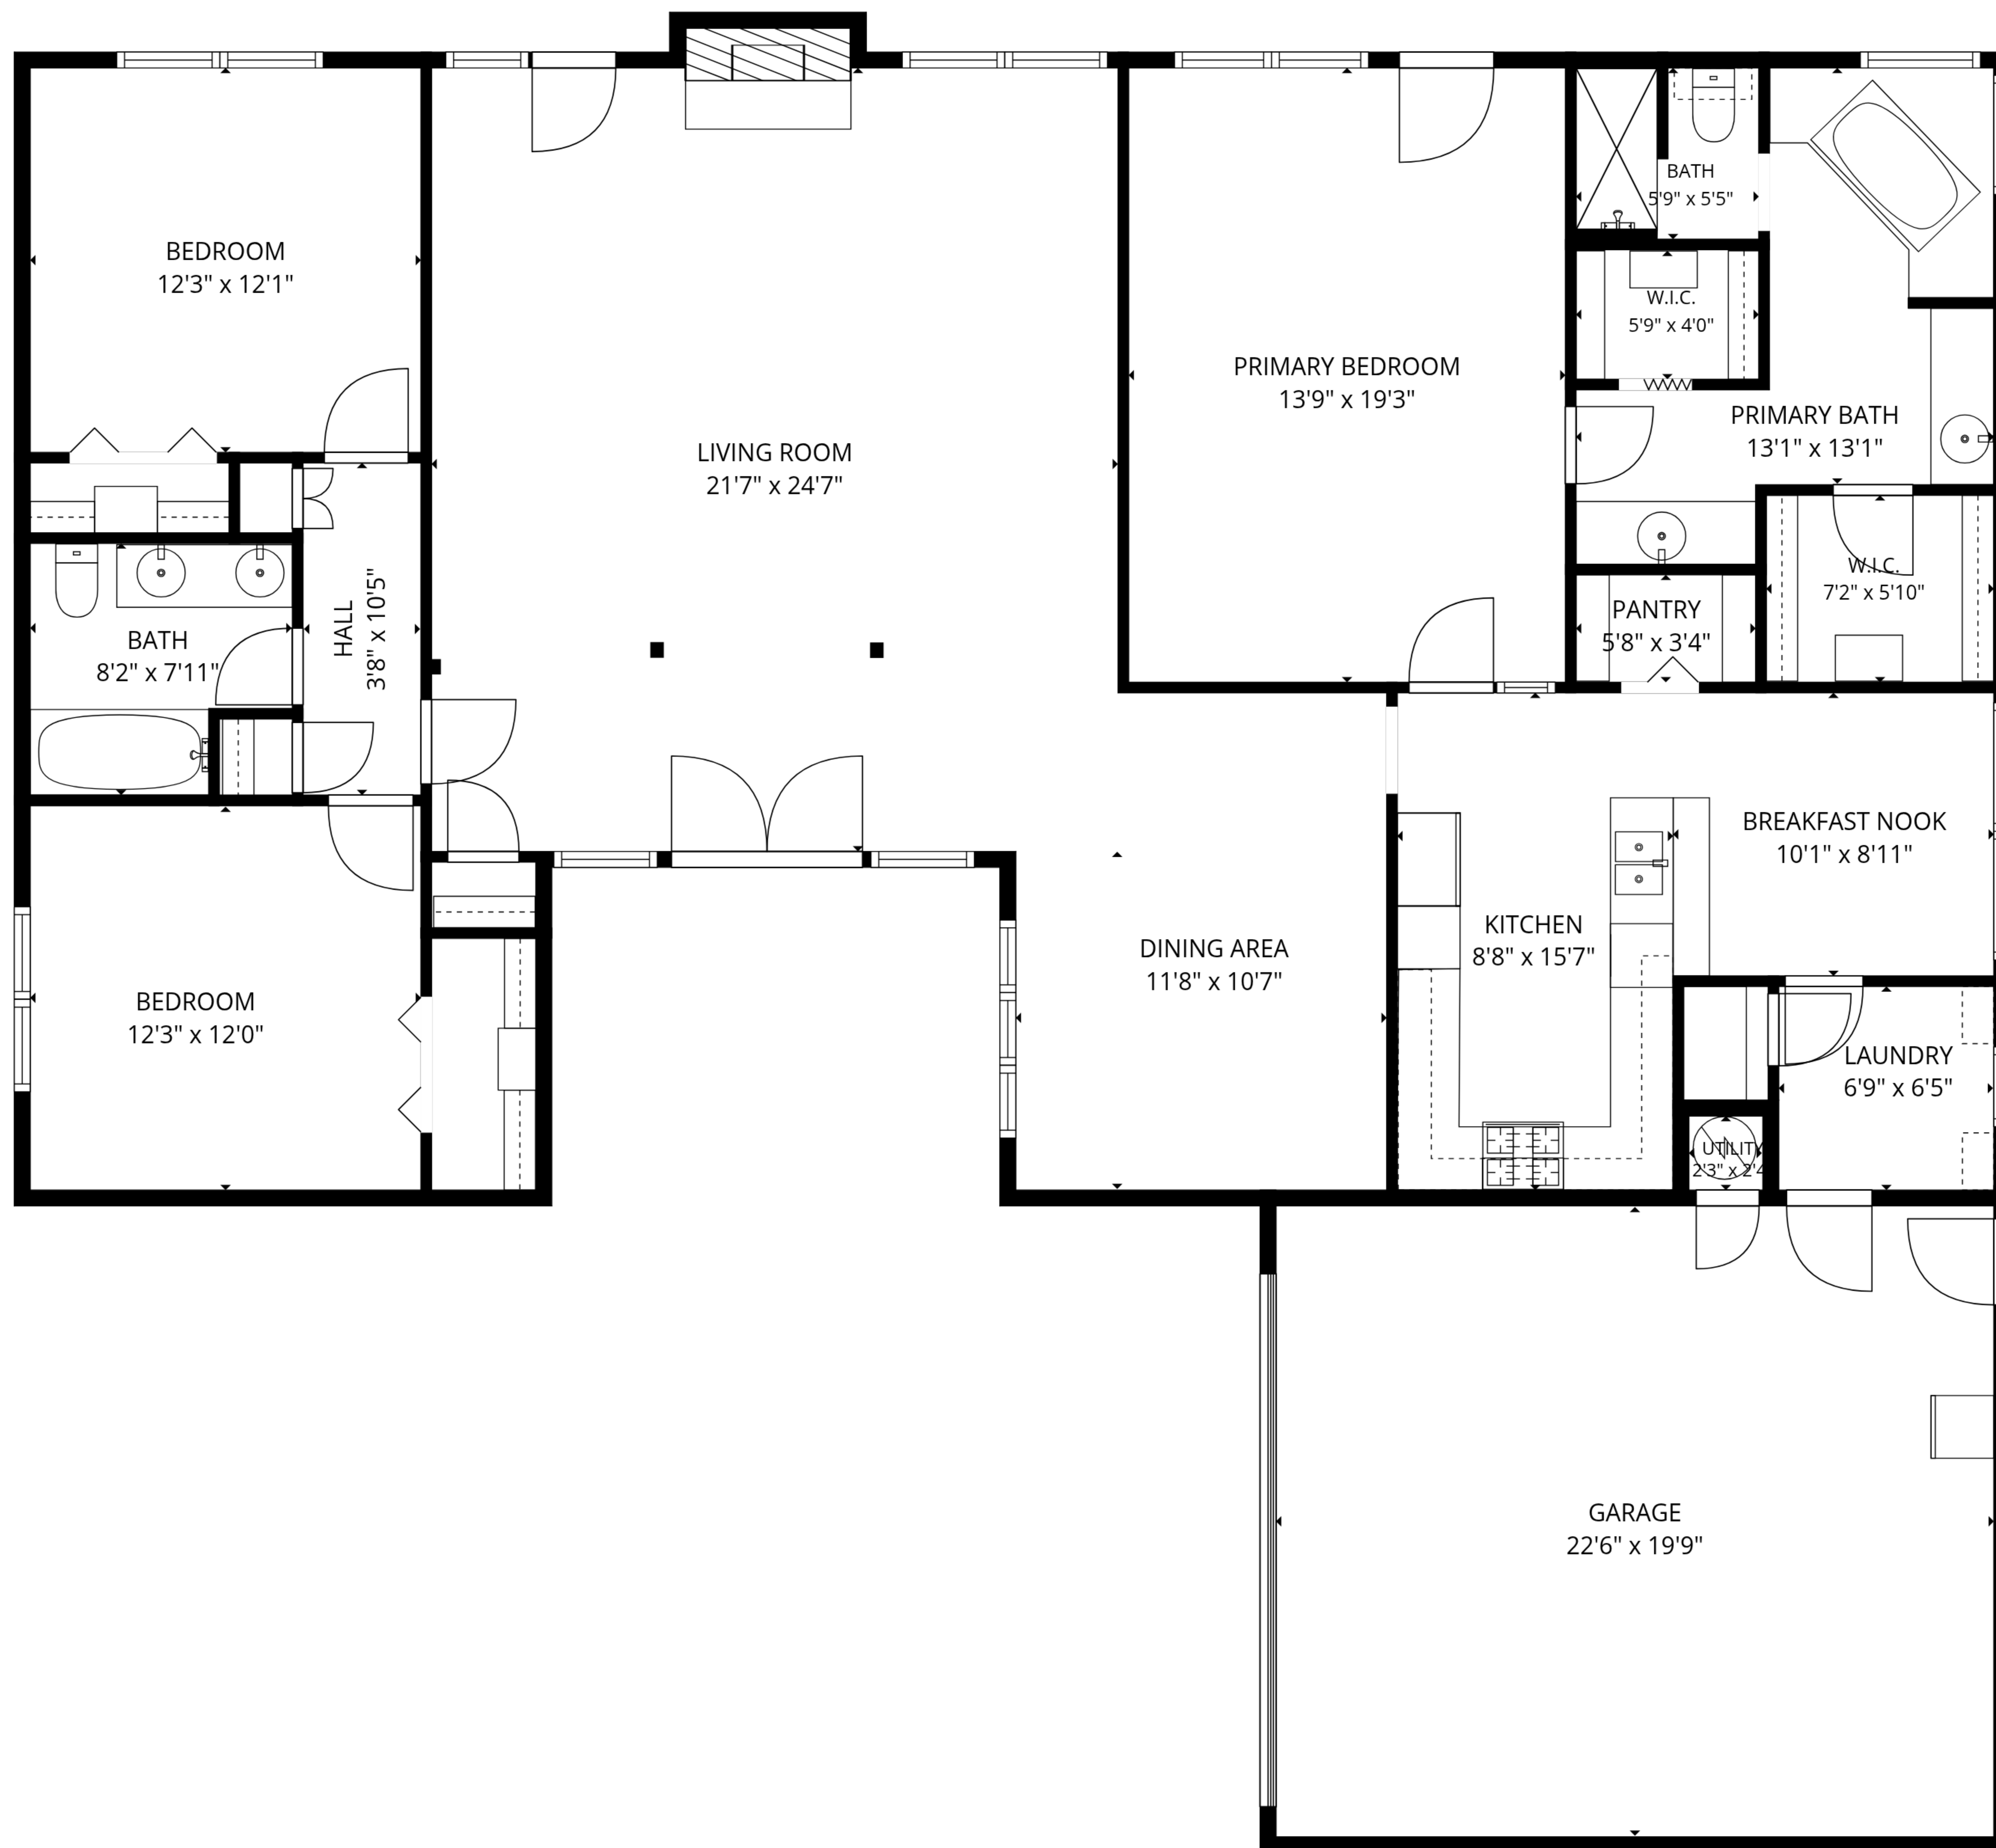 BATH
5'9" x 5'5"
BEDROOM
12'3" x 12'1"
W.I.C.
5'9" x 4'0"
PRIMARY BEDROOM
13'9" x 19'3"
PRIMARY BATH
13'1" x 13'1"
LIVING ROOM
21'7" x 24'7"
W.I.C.
7'2" x 5'10"
HALL
3'8" x 10'5"
PANTRY
5'8" x 3'4"
BATH
8'2" x 7'11"
BREAKFAST NOOK
10'1" x 8'11"
KITCHEN
8'8" x 15'7"
DINING AREA
11'8" x 10'7"
BEDROOM
12'3" x 12'0"
LAUNDRY
6'9" x 6'5"
UTILITY
2'3" x 2'4
GARAGE
22'6" x 19'9"